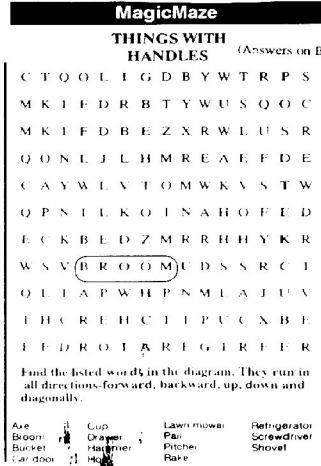 MagicMaze
THINGS WITH
HANDLES
(Answers on
C T Q O L I G D B Y W T R P S
M K I F D R B T Y W U S Q O C
M K I F D B E Z X R W L U S R
Q O N L J L H M R E A E F D E
C A Y W L V T O M W K V S T W
Q P N I L K O I N A H O F E D
E C K B E D Z M R R H H Y K R
W S V B R O O M U D S S R C I
Q L I A P W H P N M L A J U V
I H C R E H C T I P U C X B E
F E D R O T A R E G I R F E R
Find the listed words in the diagram. They run in
all directions-forward, backward, up, down and
diagonally.
Axe Cup Lawn mower Refrigerator
Broom Drawer Pail Screwdriver
Bucket Hammer Pitcher Shovel
Car door Rake